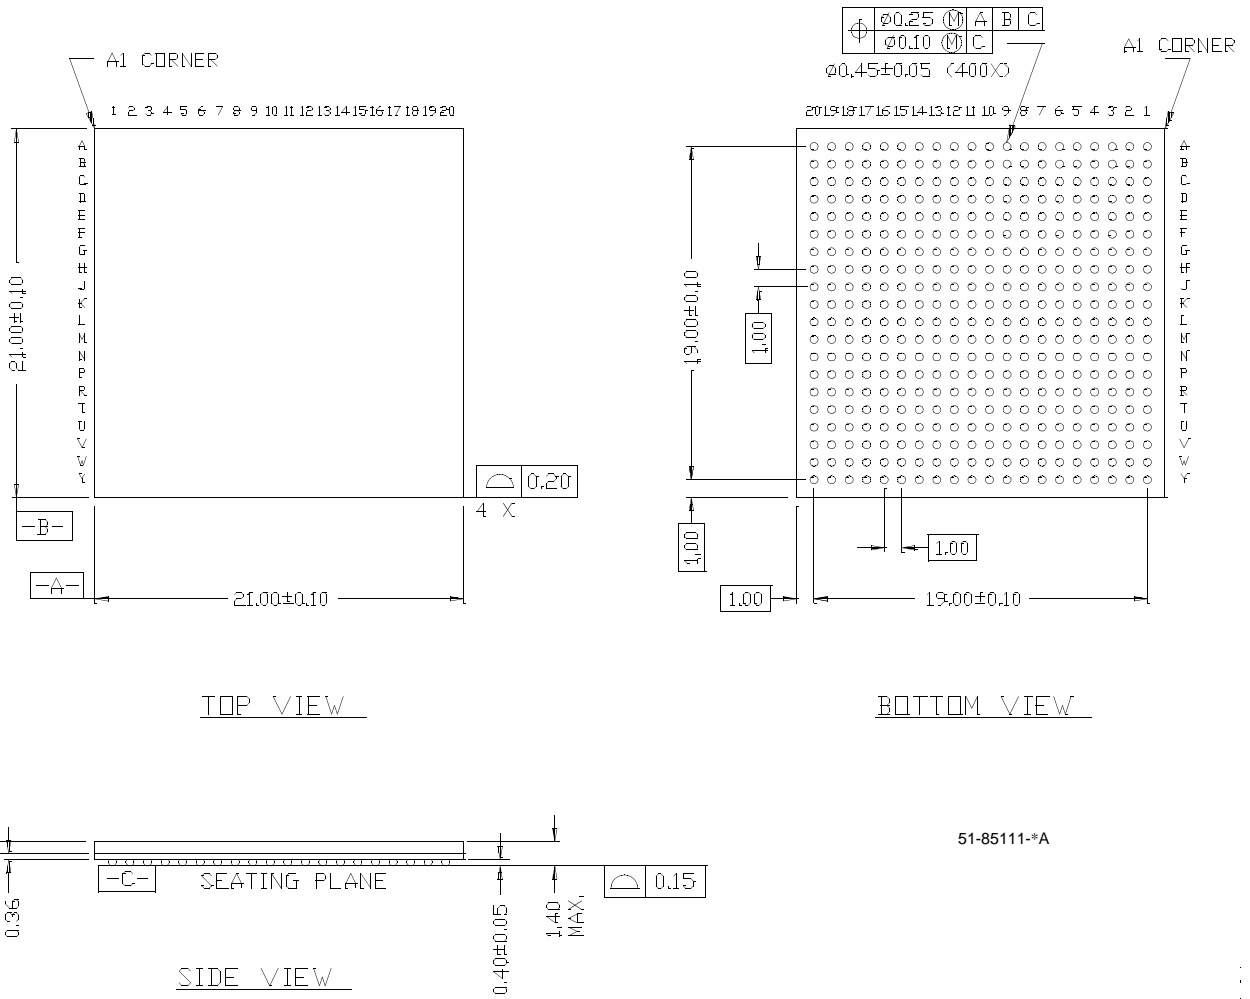 A1 CORNER
1 2 3 4 5 6 7 8 9 10 11 12 13 14 15 16 17 18 19 20
A
B
C
D
E
F
G
H
J
K
L
M
N
P
R
T
U
V
W
Y
21.00±0.10
-B-
-A-
21.00±0.10
0.20
4 X
TOP VIEW
Ø0.25 Ⓜ A B C
Ø0.10 Ⓜ C
Ø0.45±0.05 (400X)
A1 CORNER
20 19 18 17 16 15 14 13 12 11 10 9 8 7 6 5 4 3 2 1
A
B
C
D
E
F
G
H
J
K
L
M
N
P
R
T
U
V
W
Y
19.00±0.10
1.00
1.00
1.00
1.00
19.00±0.10
BOTTOM VIEW
-C-
SEATING PLANE
0.15
0.36
0.40±0.05
1.40
MAX.
SIDE VIEW
51-85111-*A